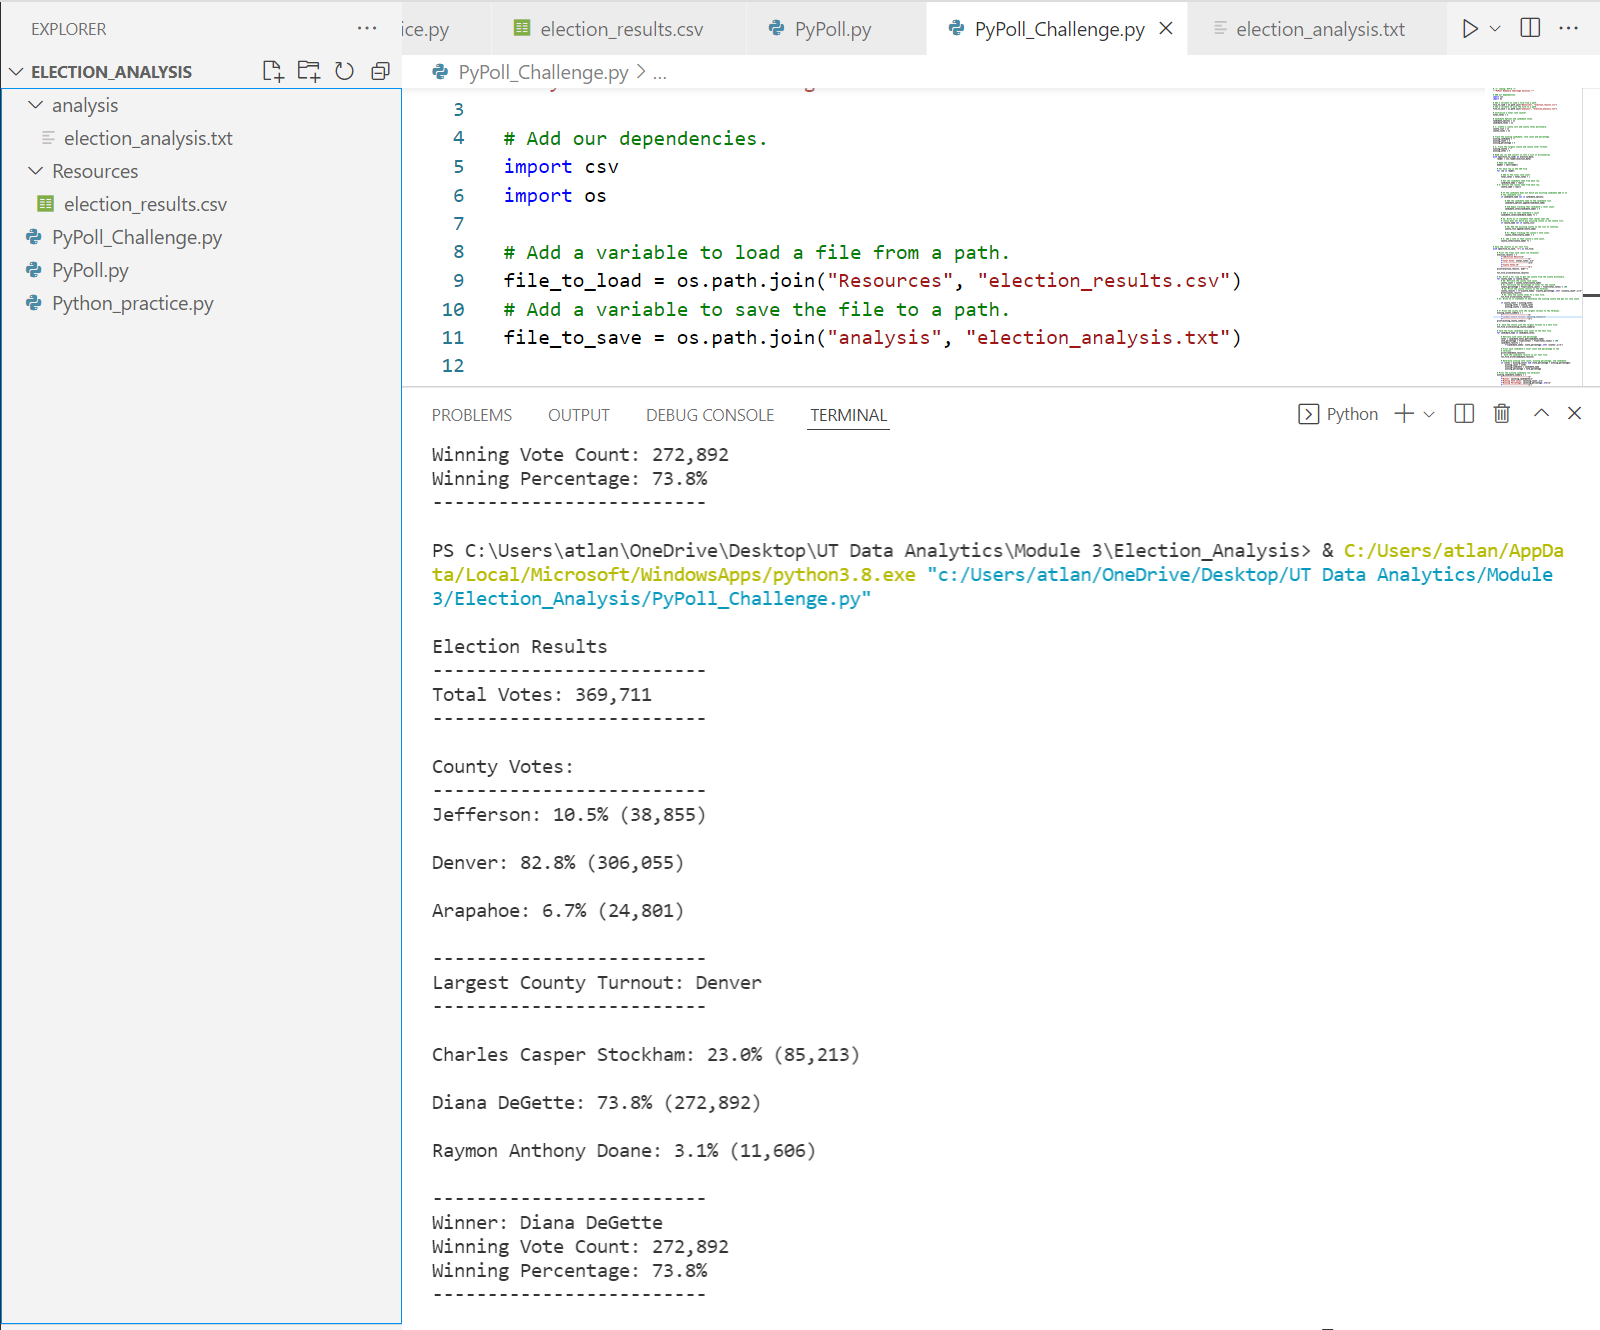 EXPLORER
ELECTION_ANALYSIS
analysis
election_analysis.txt
Resources
election_results.csv
PyPoll_Challenge.py
PyPoll.py
Python_practice.py
ice.py
election_results.csv
PyPoll.py
PyPoll_Challenge.py
election_analysis.txt
PyPoll_Challenge.py > ...
3
4 # Add our dependencies.
5 import csv
6 import os
7
8 # Add a variable to load a file from a path.
9 file_to_load = os.path.join("Resources", "election_results.csv")
10 # Add a variable to save the file to a path.
11 file_to_save = os.path.join("analysis", "election_analysis.txt")
12
PROBLEMS OUTPUT DEBUG CONSOLE TERMINAL
Python
Winning Vote Count: 272,892
Winning Percentage: 73.8%
-------------------------
PS C:\Users\atlan\OneDrive\Desktop\UT Data Analytics\Module 3\Election_Analysis> & C:/Users/atlan/AppDa
ta/Local/Microsoft/WindowsApps/python3.8.exe "c:/Users/atlan/OneDrive/Desktop/UT Data Analytics/Module
3/Election_Analysis/PyPoll_Challenge.py"
Election Results
-------------------------
Total Votes: 369,711
-------------------------
County Votes:
-------------------------
Jefferson: 10.5% (38,855)
Denver: 82.8% (306,055)
Arapahoe: 6.7% (24,801)
-------------------------
Largest County Turnout: Denver
-------------------------
Charles Casper Stockham: 23.0% (85,213)
Diana DeGette: 73.8% (272,892)
Raymon Anthony Doane: 3.1% (11,606)
-------------------------
Winner: Diana DeGette
Winning Vote Count: 272,892
Winning Percentage: 73.8%
-------------------------